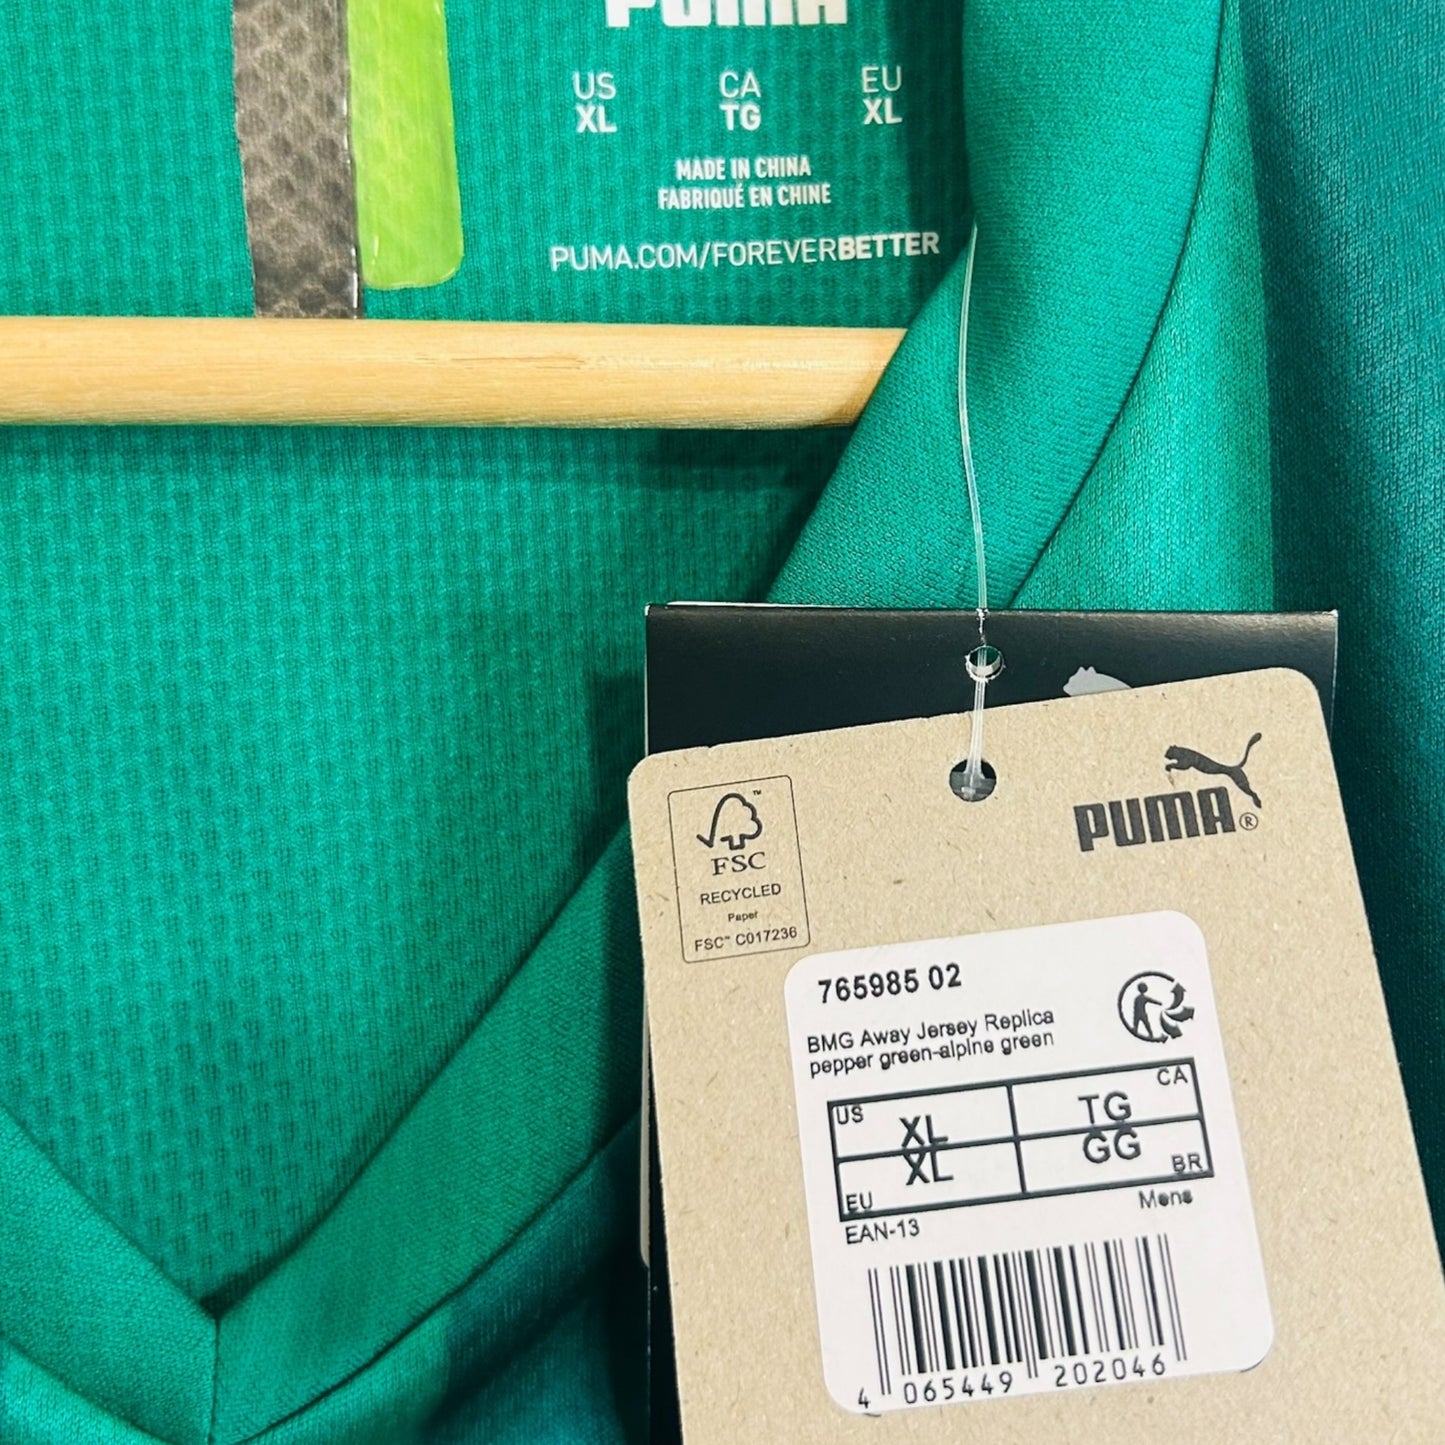 PUMA
US CA EU
XL TG XL
MADE IN CHINA
FABRIQUÉ EN CHINE
PUMA.COM/FOREVERBETTER
PUMA®
FSC™
RECYCLED
Paper
FSC™ C017236
765985 02
BMG Away Jersey Replica
pepper green-alpine green
US XL TG CA
EU XL GG BR
EAN-13 Mens
4 065449 202046